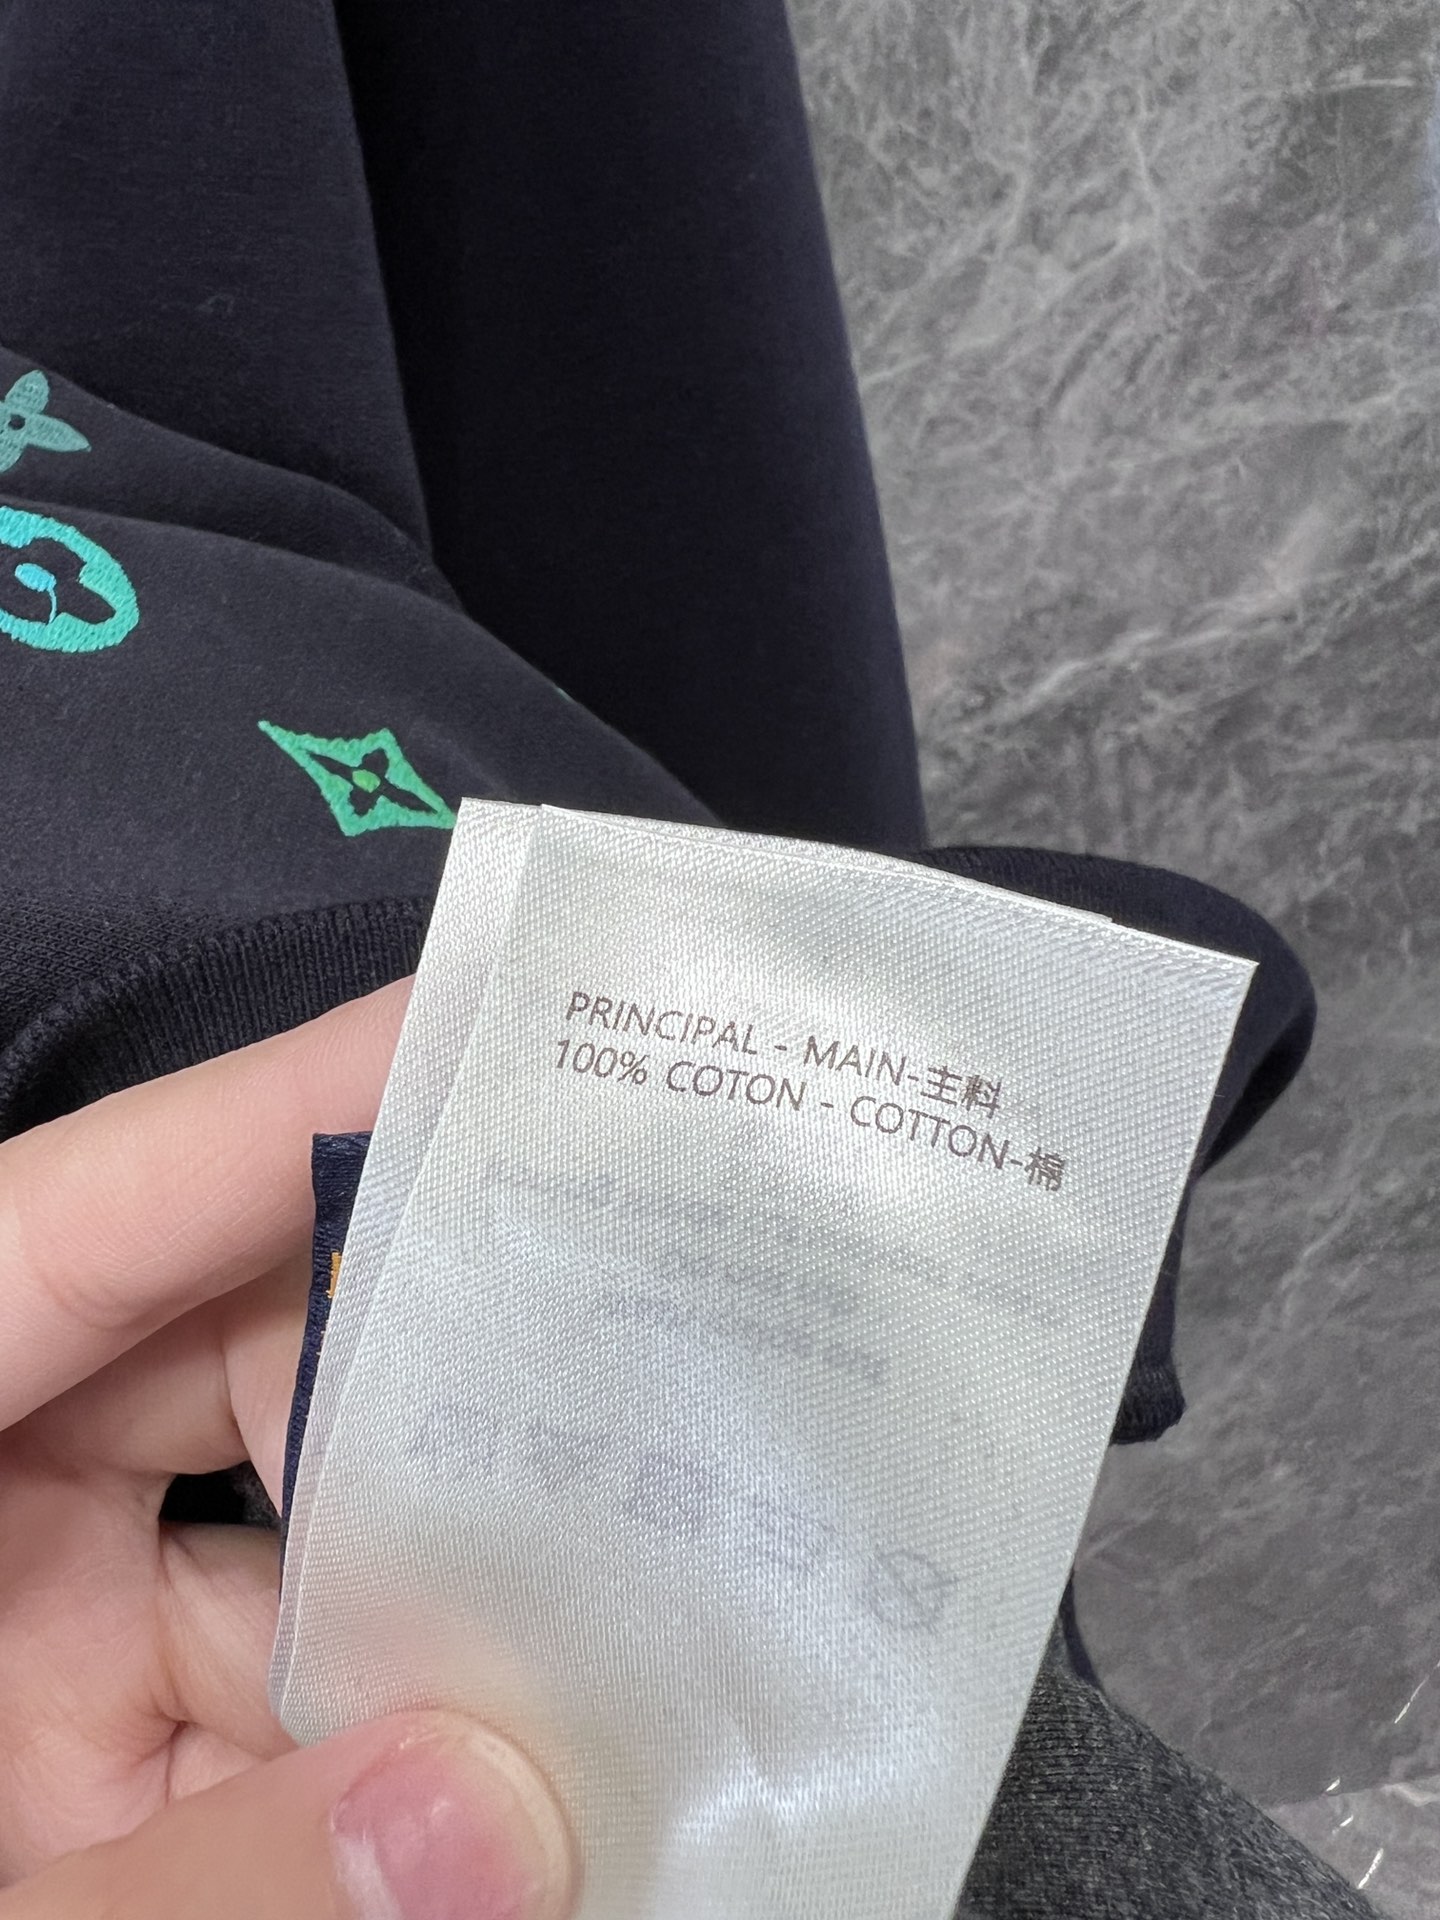 PRINCIPAL - MAIN-主料
100% COTON - COTTON-棉